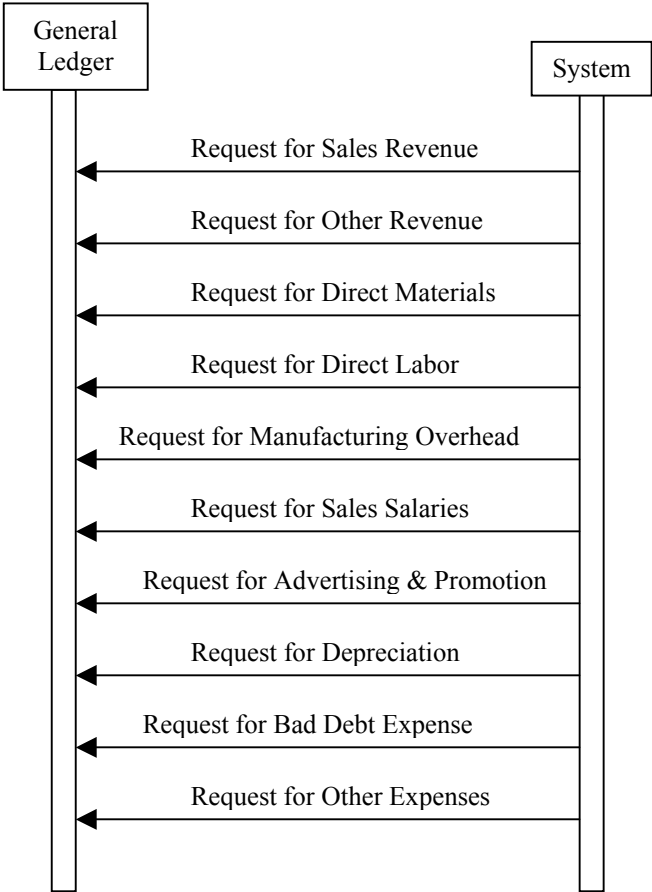 General
Ledger
System
Request for Sales Revenue
Request for Other Revenue
Request for Direct Materials
Request for Direct Labor
Request for Manufacturing Overhead
Request for Sales Salaries
Request for Advertising & Promotion
Request for Depreciation
Request for Bad Debt Expense
Request for Other Expenses